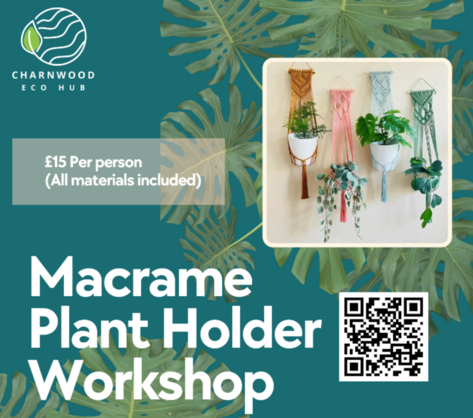 CHARNWOOD
ECO HUB
£15 Per person
(All materials included)
Macrame
Plant Holder
Workshop